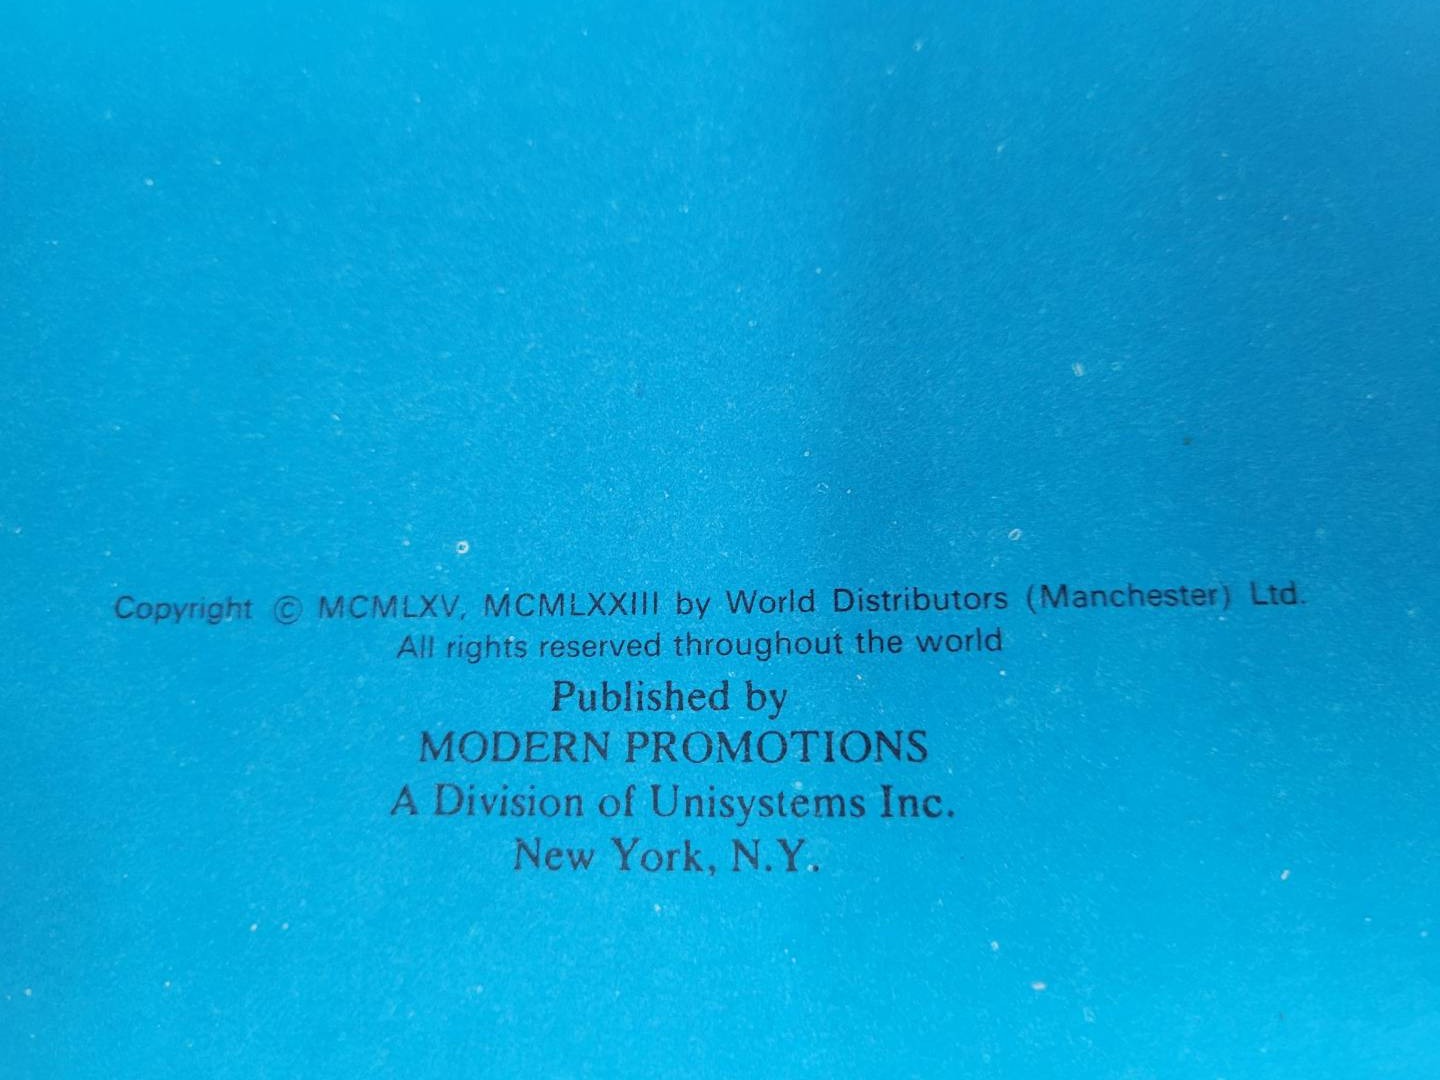 Copyright © MCMLXV, MCMLXXIII by World Distributors (Manchester) Ltd.
All rights reserved throughout the world
Published by
MODERN PROMOTIONS
A Division of Unisystems Inc.
New York, N.Y.